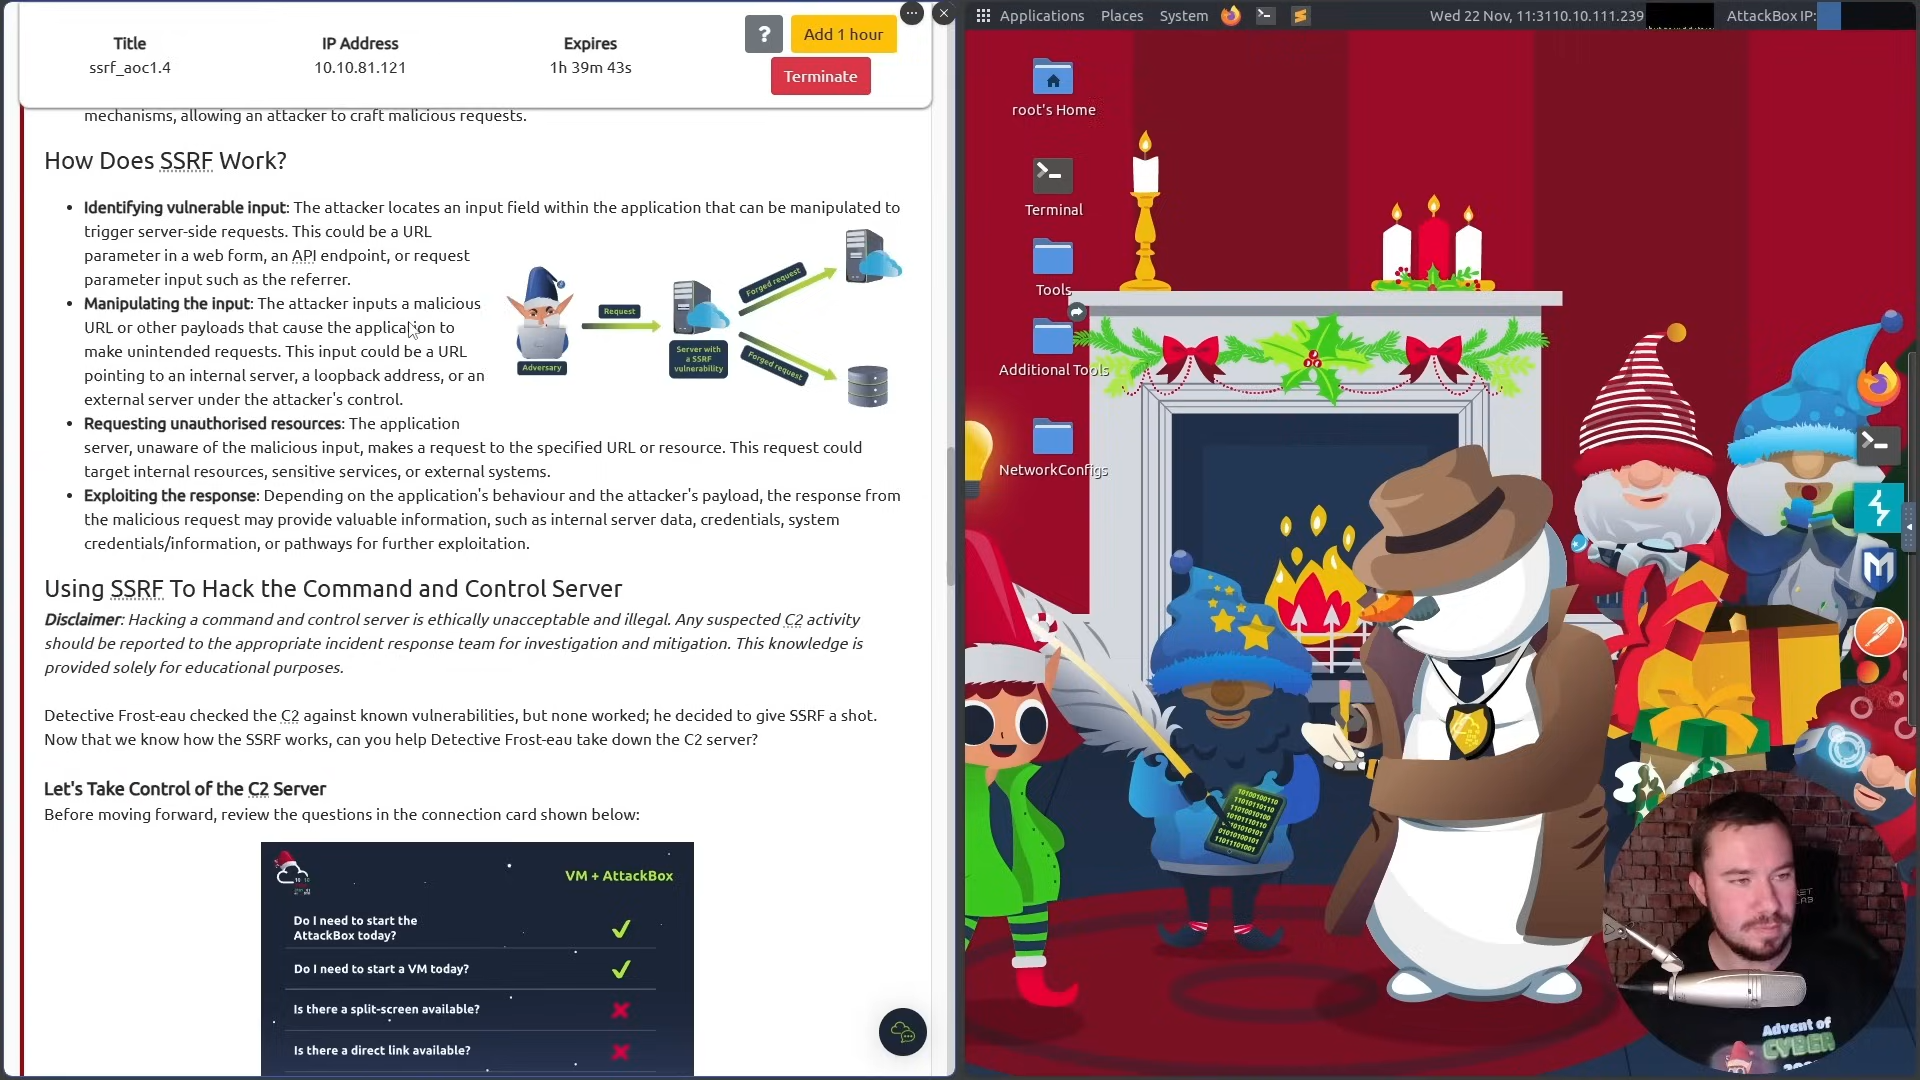 Title
IP Address
Expires
ssrf_aoc1.4
10.10.81.121
1h 39m 43s
?
Add 1 hour
Terminate
mechanisms, allowing an attacker to craft malicious requests.
How Does SSRF Work?
• Identifying vulnerable input: The attacker locates an input field within the application that can be manipulated to
trigger server-side requests. This could be a URL
parameter in a web form, an API endpoint, or request
parameter input such as the referrer.
• Manipulating the input: The attacker inputs a malicious
URL or other payloads that cause the application to
make unintended requests. This input could be a URL
pointing to an internal server, a loopback address, or an
external server under the attacker's control.
• Requesting unauthorised resources: The application
server, unaware of the malicious input, makes a request to the specified URL or resource. This request could
target internal resources, sensitive services, or external systems.
• Exploiting the response: Depending on the application's behaviour and the attacker's payload, the response from
the malicious request may provide valuable information, such as internal server data, credentials, system
credentials/information, or pathways for further exploitation.
Adversary
Request
Server with
a SSRF
vulnerability
Forged request
Forged request
Using SSRF To Hack the Command and Control Server
Disclaimer: Hacking a command and control server is ethically unacceptable and illegal. Any suspected C2 activity
should be reported to the appropriate incident response team for investigation and mitigation. This knowledge is
provided solely for educational purposes.
Detective Frost-eau checked the C2 against known vulnerabilities, but none worked; he decided to give SSRF a shot.
Now that we know how the SSRF works, can you help Detective Frost-eau take down the C2 server?
Let's Take Control of the C2 Server
Before moving forward, review the questions in the connection card shown below:
VM + AttackBox
Do I need to start the
AttackBox today?
Do I need to start a VM today?
Is there a split-screen available?
Is there a direct link available?
Applications
Places
System
Wed 22 Nov, 11:31
10.10.111.239
AttackBox IP:
root's Home
Terminal
Tools
Additional Tools
NetworkConfigs
Advent of
CYBER